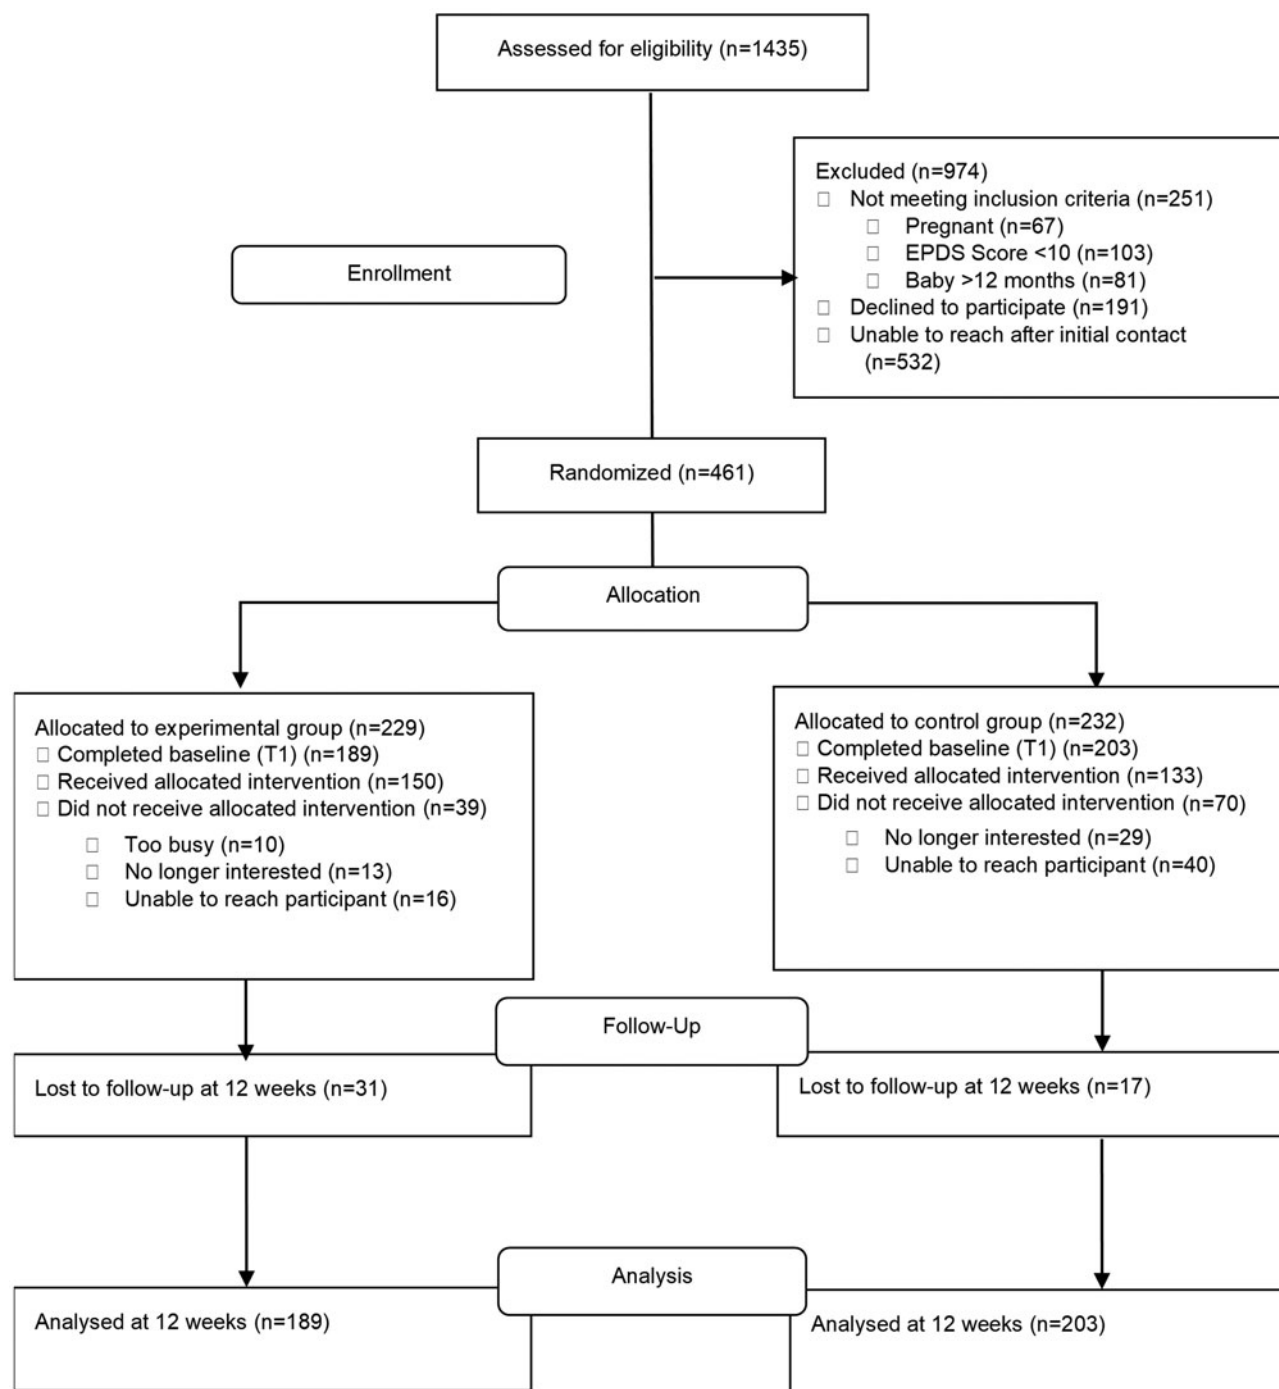 Assessed for eligibility (n=1435)
Excluded (n=974)
□ Not meeting inclusion criteria (n=251)
□ Pregnant (n=67)
□ EPDS Score <10 (n=103)
□ Baby >12 months (n=81)
□ Declined to participate (n=191)
□ Unable to reach after initial contact
(n=532)
Enrollment
Randomized (n=461)
Allocation
Allocated to experimental group (n=229)
□ Completed baseline (T1) (n=189)
□ Received allocated intervention (n=150)
□ Did not receive allocated intervention (n=39)
□ Too busy (n=10)
□ No longer interested (n=13)
□ Unable to reach participant (n=16)
Allocated to control group (n=232)
□ Completed baseline (T1) (n=203)
□ Received allocated intervention (n=133)
□ Did not receive allocated intervention (n=70)
□ No longer interested (n=29)
□ Unable to reach participant (n=40)
Follow-Up
Lost to follow-up at 12 weeks (n=31)
Lost to follow-up at 12 weeks (n=17)
Analysis
Analysed at 12 weeks (n=189)
Analysed at 12 weeks (n=203)